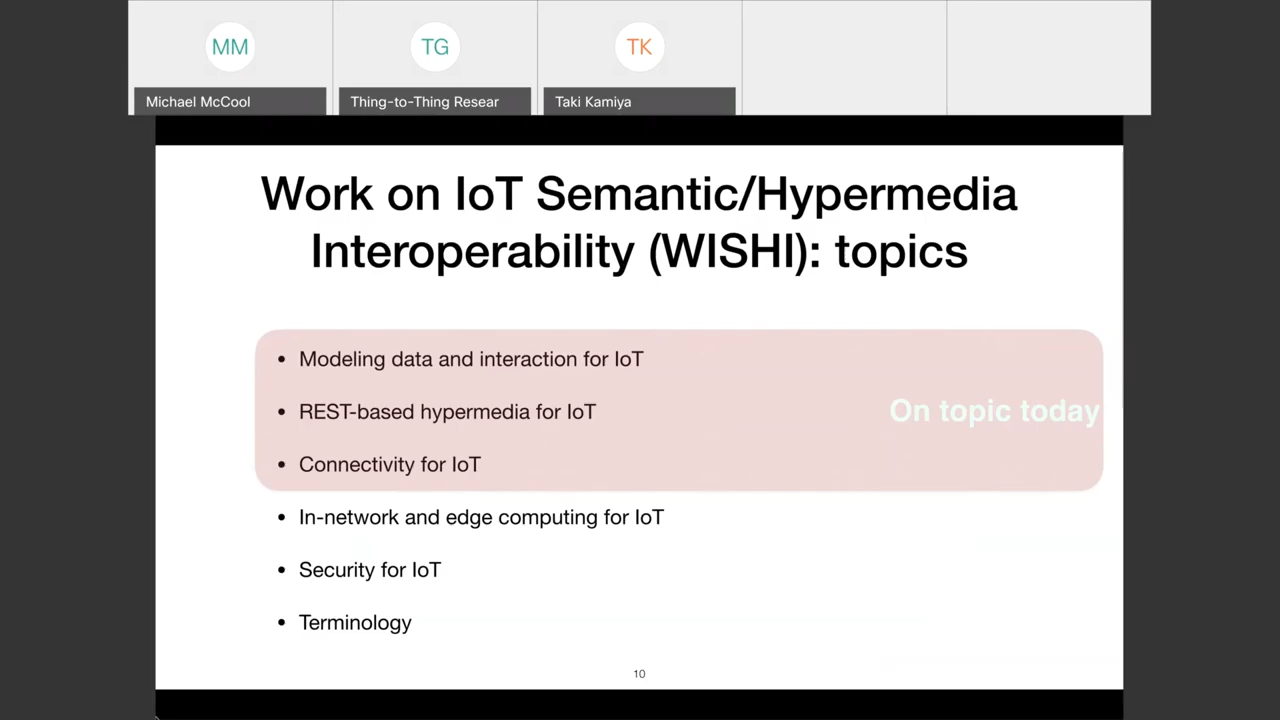 MM
TG
TK
Michael McCool
Thing-to-Thing Resear
Taki Kamiya
Work on IoT Semantic/Hypermedia
Interoperability (WISHI): topics
• Modeling data and interaction for IoT
• REST-based hypermedia for IoT
On topic today
• Connectivity for IoT
• In-network and edge computing for IoT
• Security for IoT
• Terminology
10